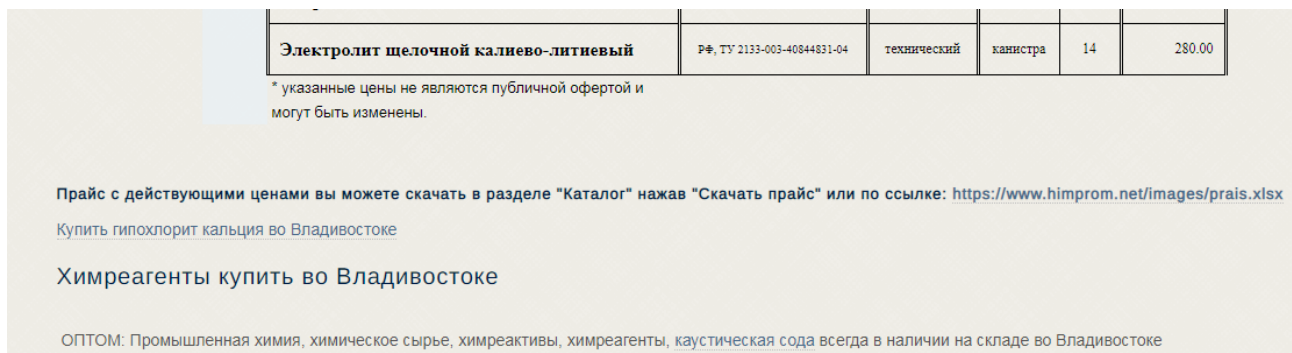 Электролит щелочной калиево-литиевый РФ, ТУ 2133-003-40844831-04 технический канистра 14 280.00
* указанные цены не являются публичной офертой и
могут быть изменены.
Прайс с действующими ценами вы можете скачать в разделе "Каталог" нажав "Скачать прайс" или по ссылке: https://www.himprom.net/images/prais.xlsx
Купить гипохлорит кальция во Владивостоке
Химреагенты купить во Владивостоке
ОПТОМ: Промышленная химия, химическое сырье, химреактивы, химреагенты, каустическая сода всегда в наличии на складе во Владивостоке